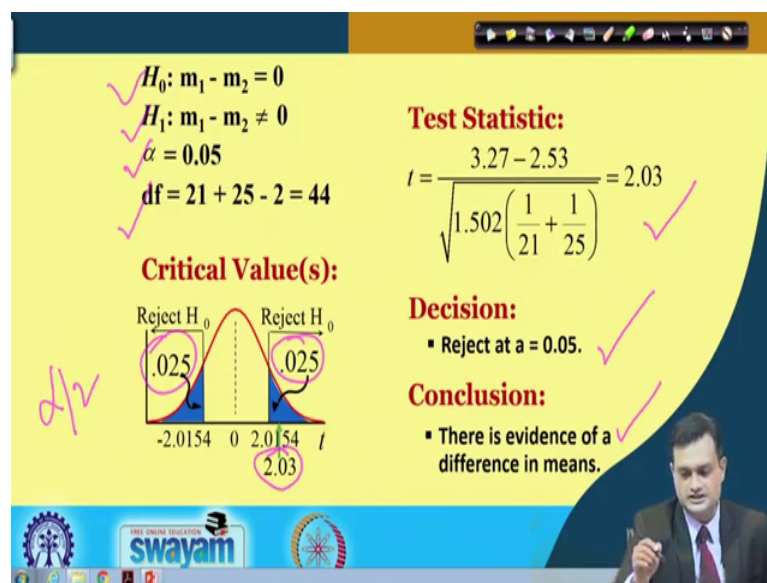 H₀: m₁ - m₂ = 0
H₁: m₁ - m₂ ≠ 0
α = 0.05
df = 21 + 25 - 2 = 44
Critical Value(s):
Reject H₀ Reject H₀
.025 .025
α/2
-2.0154 0 2.0154 t
2.03
Test Statistic:
t = (3.27 − 2.53) / √(1.502 (1/21 + 1/25)) = 2.03
Decision:
▪ Reject at a = 0.05.
Conclusion:
▪ There is evidence of a
difference in means.
FREE ONLINE EDUCATION
swayam